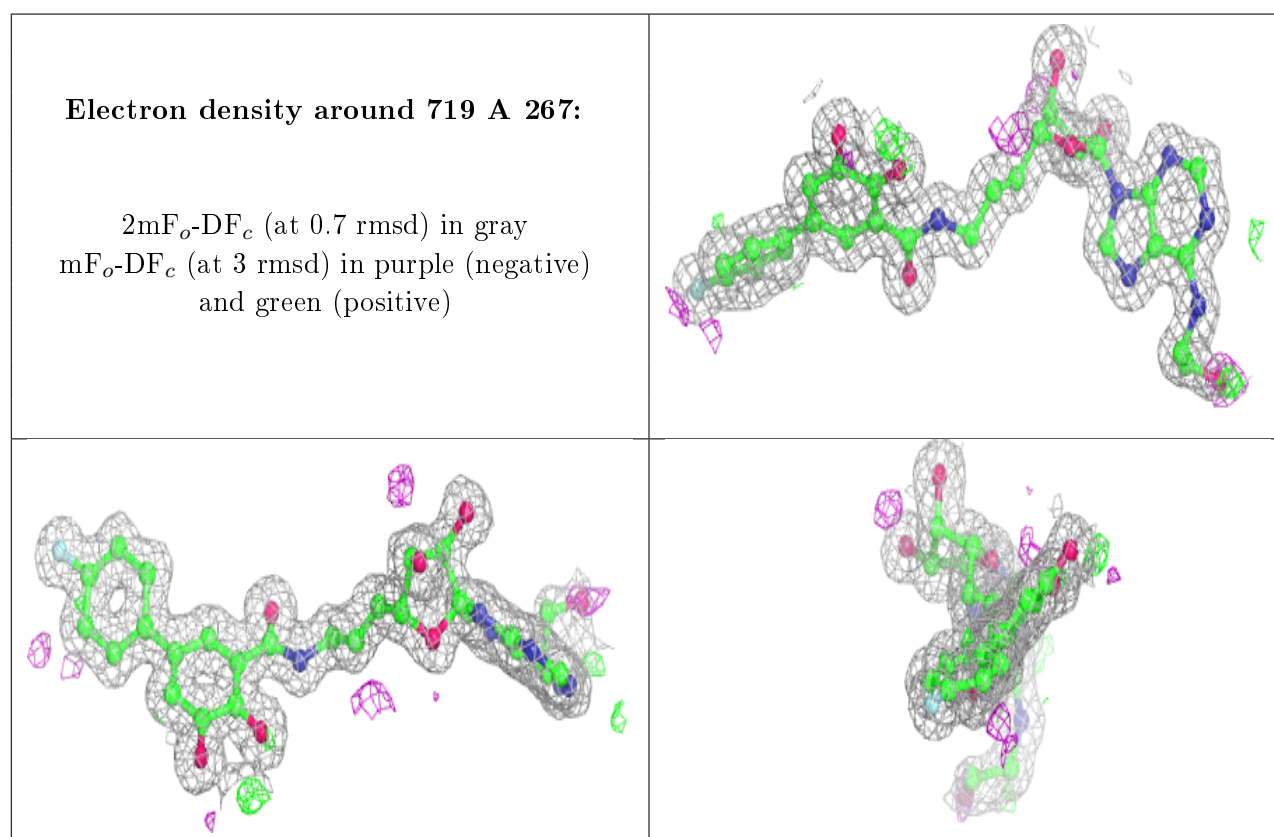 Electron density around 719 A 267:
2mFo-DFc (at 0.7 rmsd) in gray
mFo-DFc (at 3 rmsd) in purple (negative)
and green (positive)